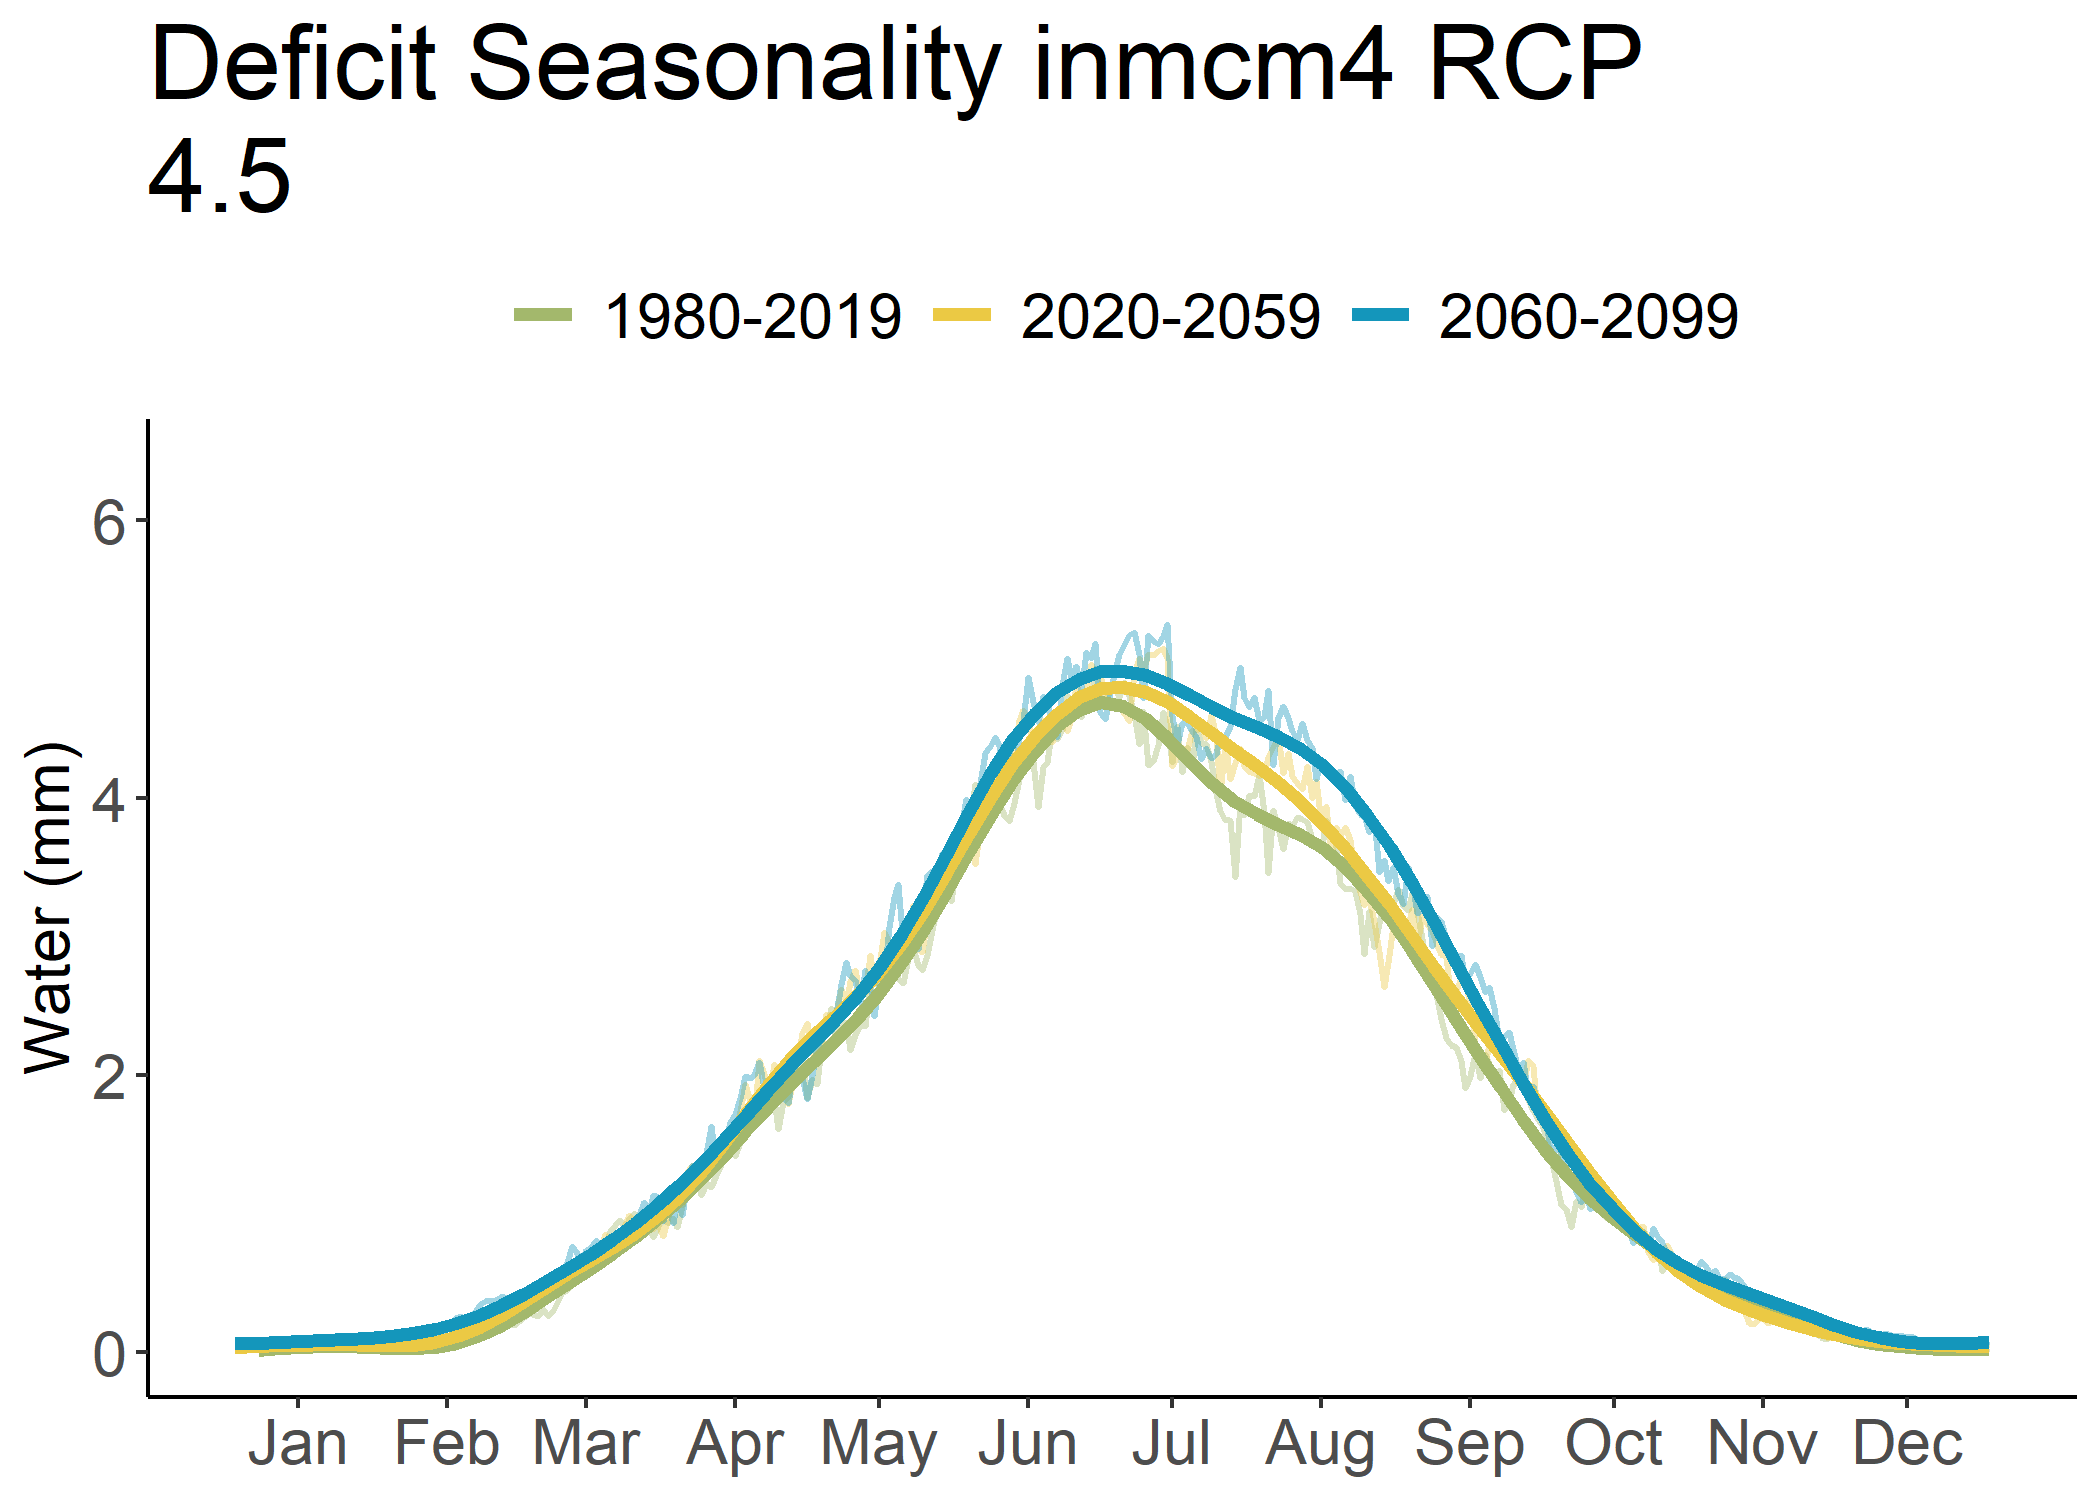 Deficit Seasonality inmcm4 RCP
4.5
1980-2019 2020-2059 2060-2099
Water (mm)
6
4
2
0
Jan Feb Mar Apr May Jun Jul Aug Sep Oct Nov Dec